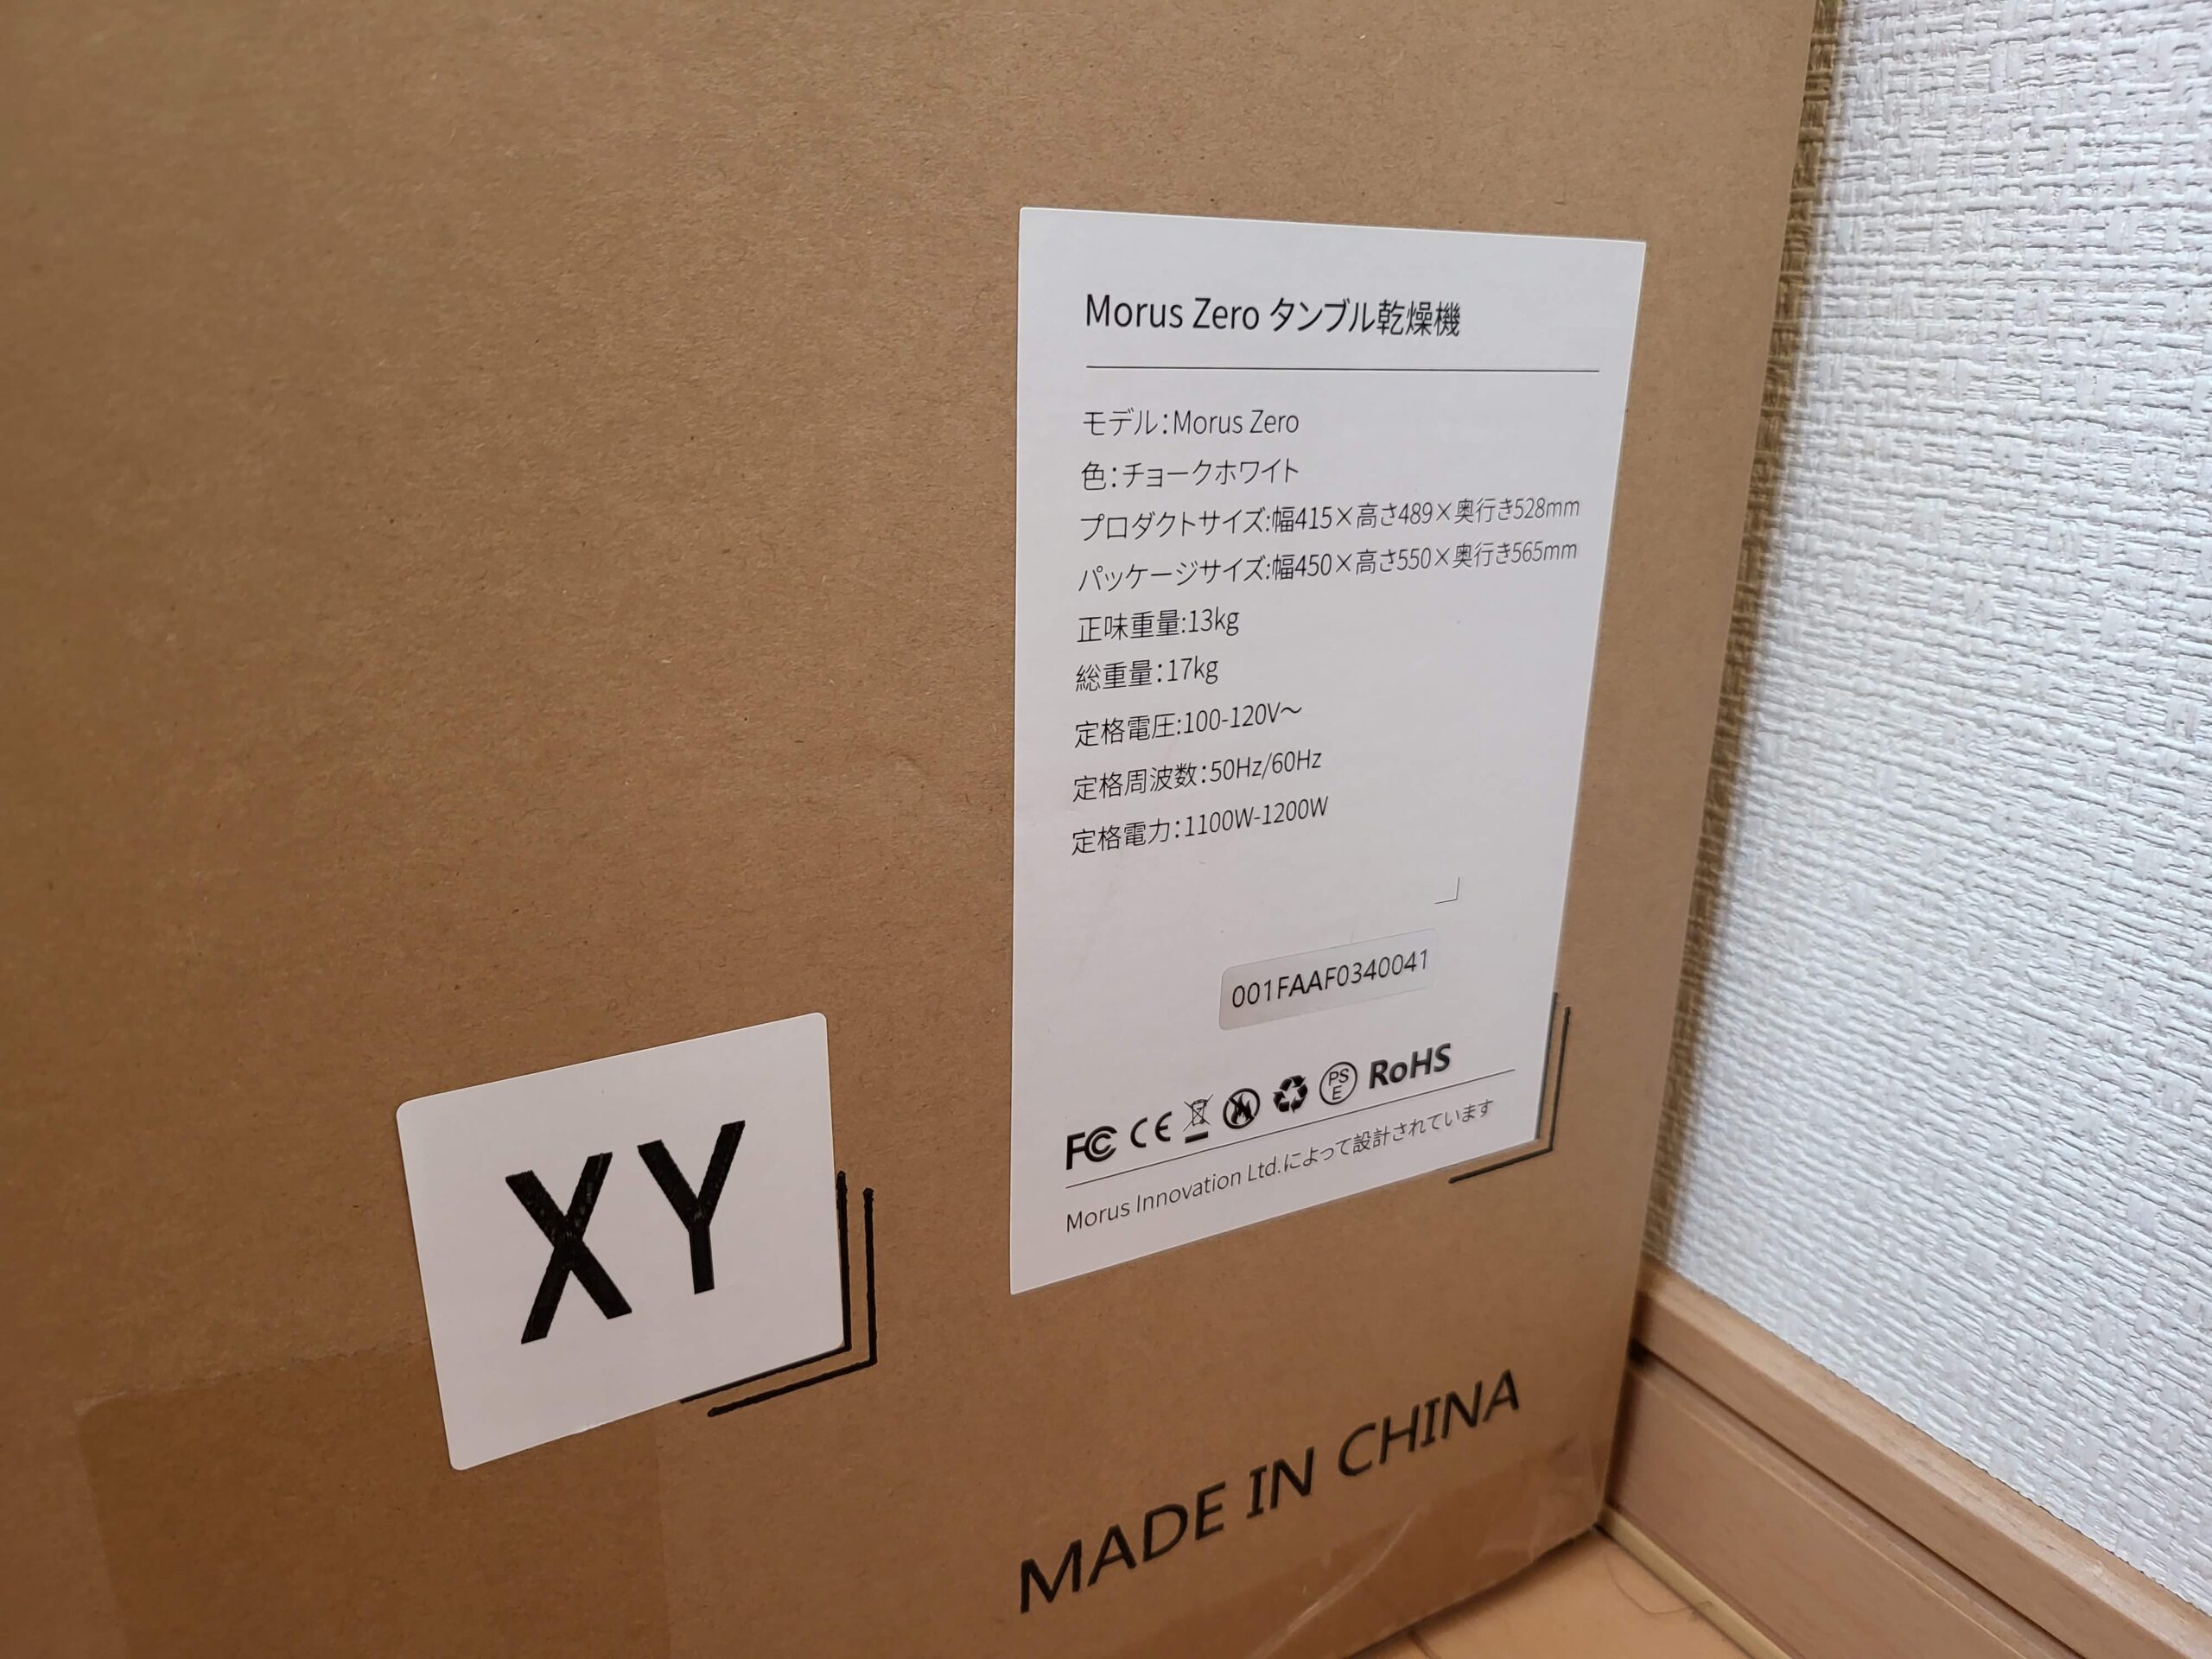 Morus Zero タンブル乾燥機
モデル：Morus Zero
色：チョークホワイト
プロダクトサイズ:幅415×高さ489×奥行き528mm
パッケージサイズ:幅450×高さ550×奥行き565mm
正味重量:13kg
総重量：17kg
定格電圧:100-120V～
定格周波数：50Hz/60Hz
定格電力：1100W-1200W
001FAAF0340041
FC CE PSE RoHS
Morus Innovation Ltd.によって設計されています
XY
MADE IN CHINA